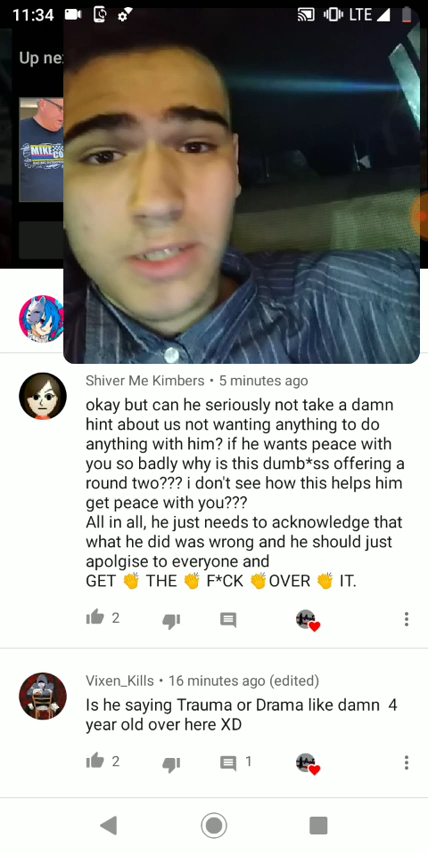 11:34
LTE
Up ne
MIKE
Shiver Me Kimbers • 5 minutes ago
okay but can he seriously not take a damn
hint about us not wanting anything to do
anything with him? if he wants peace with
you so badly why is this dumb*ss offering a
round two??? i don't see how this helps him
get peace with you???
All in all, he just needs to acknowledge that
what he did was wrong and he should just
apolgise to everyone and
GET 👏 THE 👏 F*CK 👏OVER 👏 IT.
2
Vixen_Kills • 16 minutes ago (edited)
Is he saying Trauma or Drama like damn  4
year old over here XD
2
1